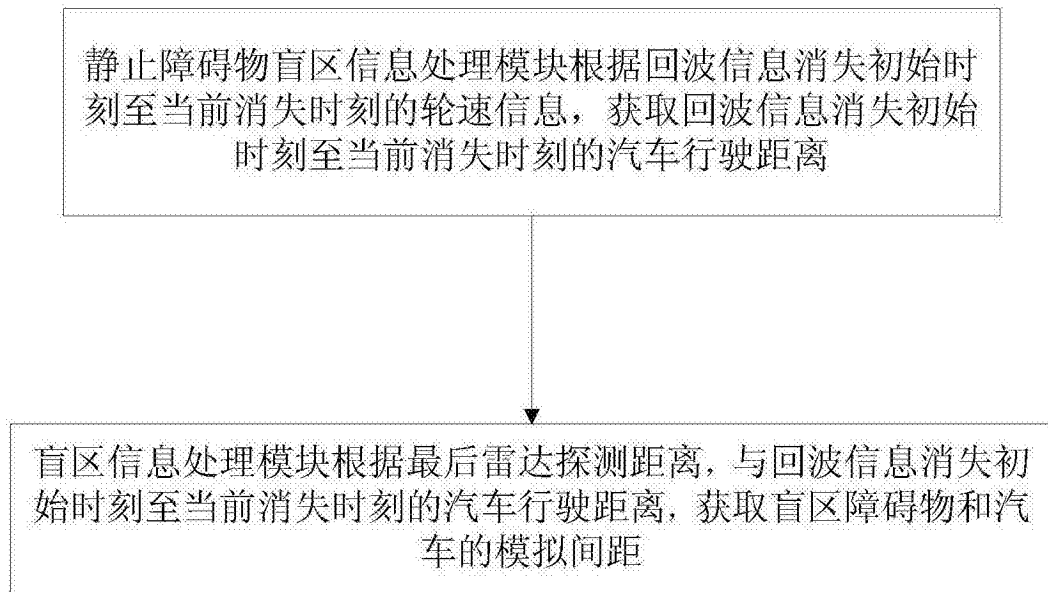 静止障碍物盲区信息处理模块根据回波信息消失初始时
刻至当前消失时刻的轮速信息，获取回波信息消失初始
时刻至当前消失时刻的汽车行驶距离
盲区信息处理模块根据最后雷达探测距离，与回波信息消失初
始时刻至当前消失时刻的汽车行驶距离，获取盲区障碍物和汽
车的模拟间距